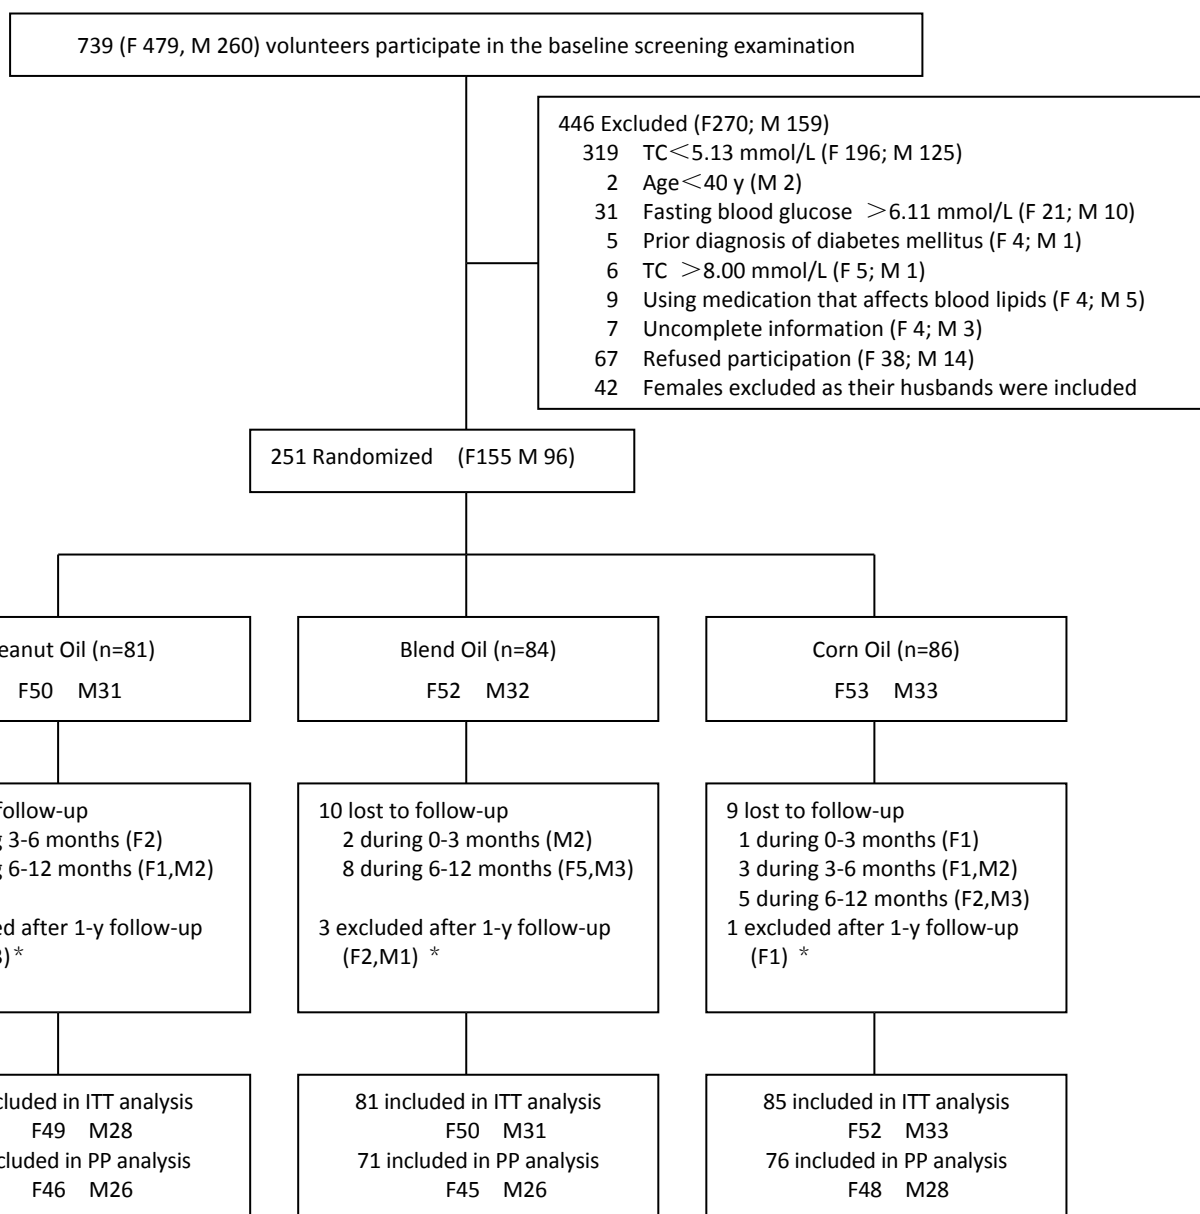 739 (F 479, M 260) volunteers participate in the baseline screening examination
446 Excluded (F270; M 159)
319 TC＜5.13 mmol/L (F 196; M 125)
2 Age＜40 y (M 2)
31 Fasting blood glucose ＞6.11 mmol/L (F 21; M 10)
5 Prior diagnosis of diabetes mellitus (F 4; M 1)
6 TC ＞8.00 mmol/L (F 5; M 1)
9 Using medication that affects blood lipids (F 4; M 5)
7 Uncomplete information (F 4; M 3)
67 Refused participation (F 38; M 14)
42 Females excluded as their husbands were included
251 Randomized (F155 M 96)
eanut Oil (n=81)
F50 M31
Blend Oil (n=84)
F52 M32
Corn Oil (n=86)
F53 M33
follow-up
3-6 months (F2)
6-12 months (F1,M2)
ed after 1-y follow-up
)*
10 lost to follow-up
2 during 0-3 months (M2)
8 during 6-12 months (F5,M3)
3 excluded after 1-y follow-up
(F2,M1) *
9 lost to follow-up
1 during 0-3 months (F1)
3 during 3-6 months (F1,M2)
5 during 6-12 months (F2,M3)
1 excluded after 1-y follow-up
(F1) *
cluded in ITT analysis
F49 M28
cluded in PP analysis
F46 M26
81 included in ITT analysis
F50 M31
71 included in PP analysis
F45 M26
85 included in ITT analysis
F52 M33
76 included in PP analysis
F48 M28